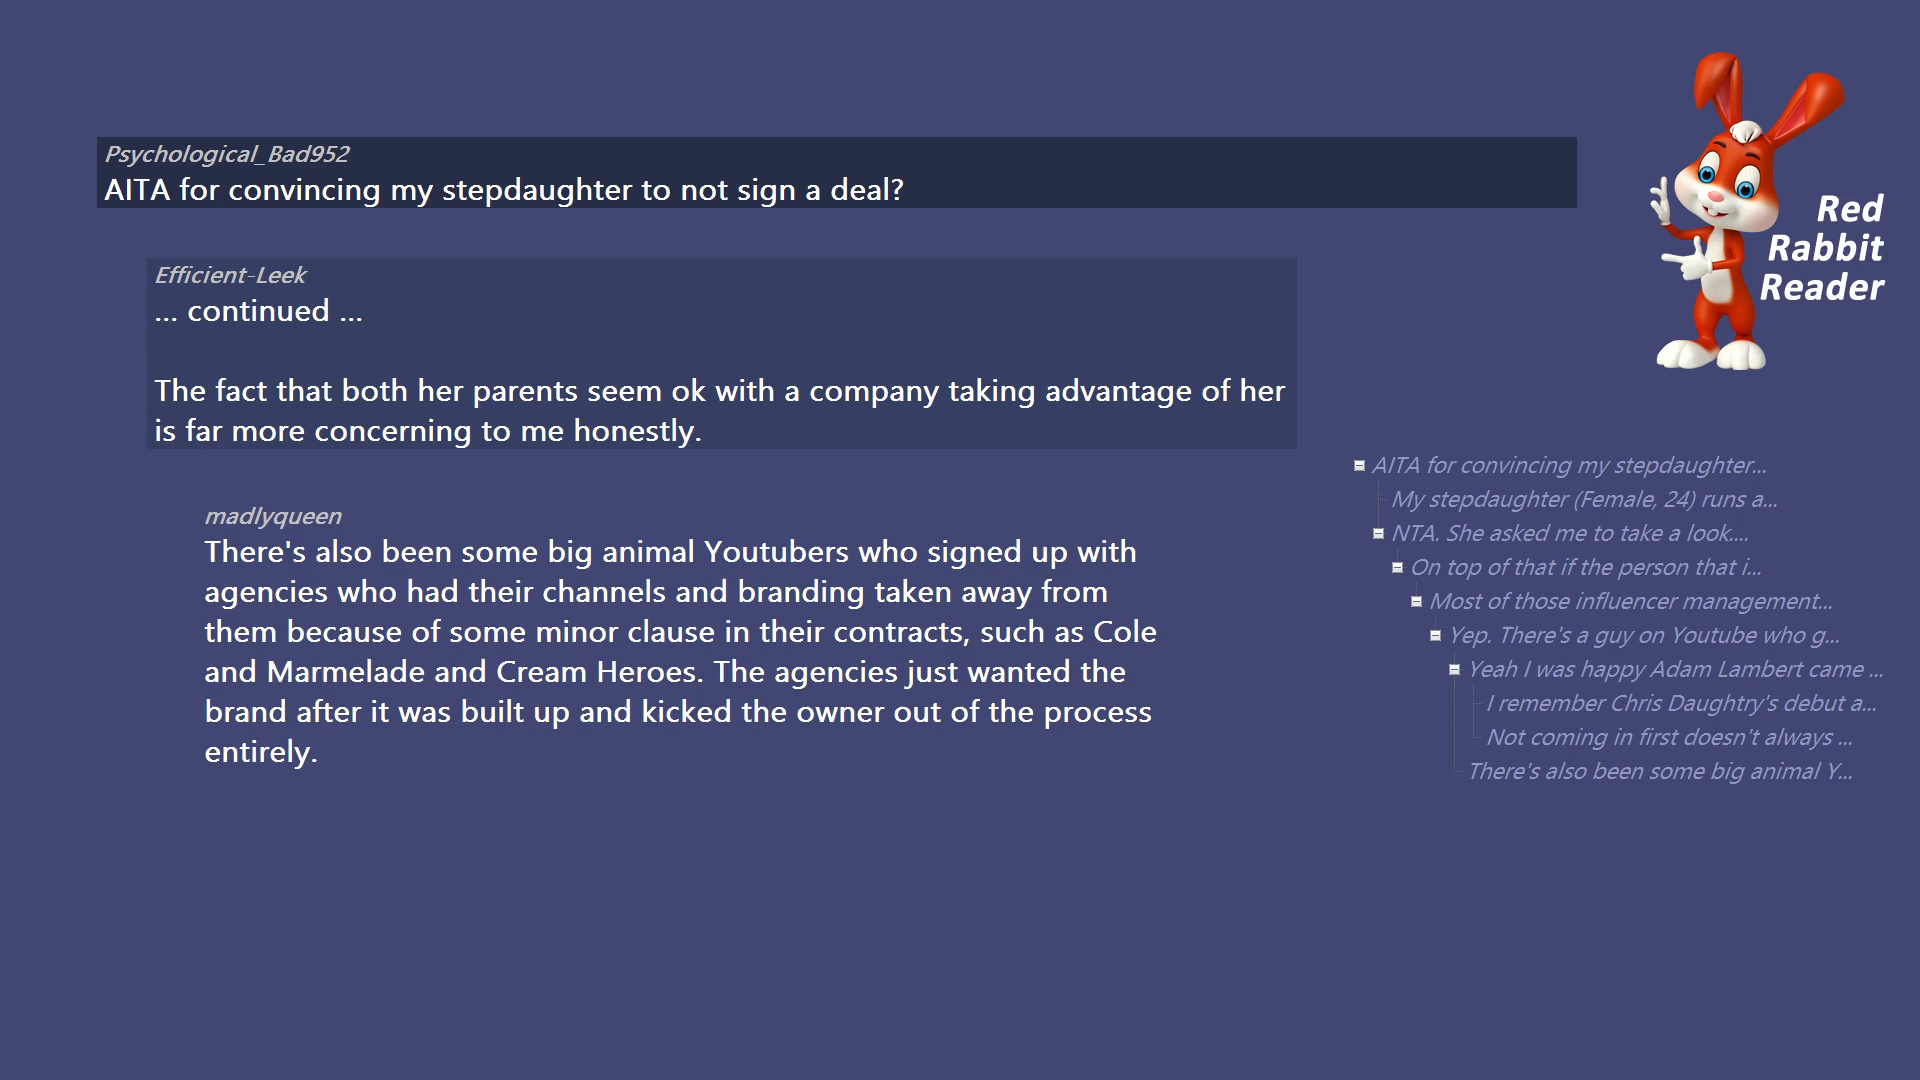 Psychological_Bad952
AITA for convincing my stepdaughter to not sign a deal?
Efficient-Leek
... continued ...
The fact that both her parents seem ok with a company taking advantage of her
is far more concerning to me honestly.
madlyqueen
There's also been some big animal Youtubers who signed up with
agencies who had their channels and branding taken away from
them because of some minor clause in their contracts, such as Cole
and Marmelade and Cream Heroes. The agencies just wanted the
brand after it was built up and kicked the owner out of the process
entirely.
Red
Rabbit
Reader
AITA for convincing my stepdaughter...
My stepdaughter (Female, 24) runs a...
NTA. She asked me to take a look....
On top of that if the person that i...
Most of those influencer management...
Yep. There's a guy on Youtube who g...
Yeah I was happy Adam Lambert came ...
I remember Chris Daughtry's debut a...
Not coming in first doesn't always ...
There's also been some big animal Y...